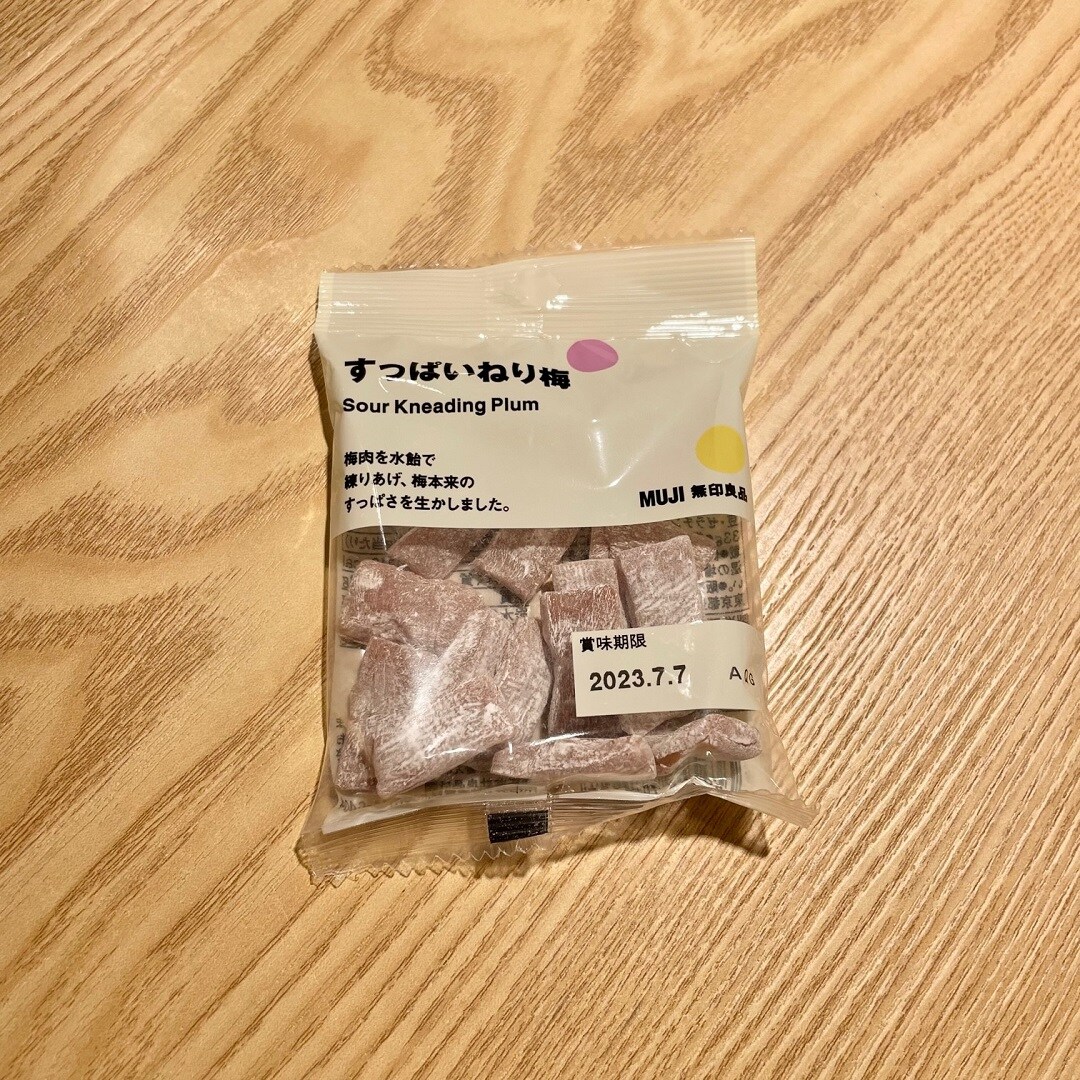 すっぱいねり梅
Sour Kneading Plum
梅肉を水飴で
練りあげ、梅本来の
すっぱさを生かしました。
MUJI 無印良品
賞味期限
2023.7.7